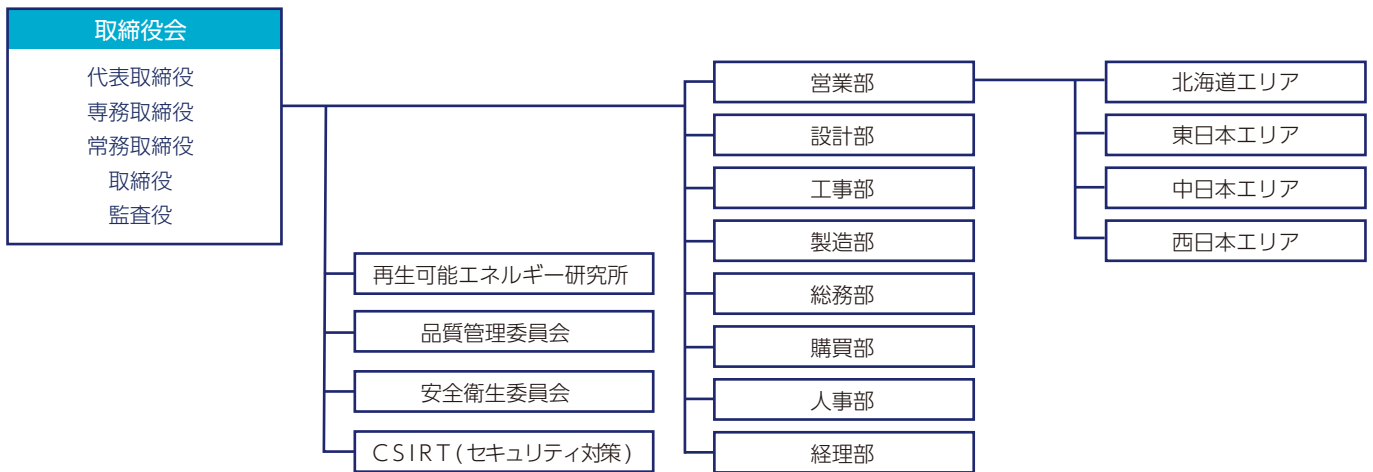 取締役会
代表取締役
専務取締役
常務取締役
取締役
監査役
再生可能エネルギー研究所
品質管理委員会
安全衛生委員会
CSIRT(セキュリティ対策)
営業部
設計部
工事部
製造部
総務部
購買部
人事部
経理部
北海道エリア
東日本エリア
中日本エリア
西日本エリア